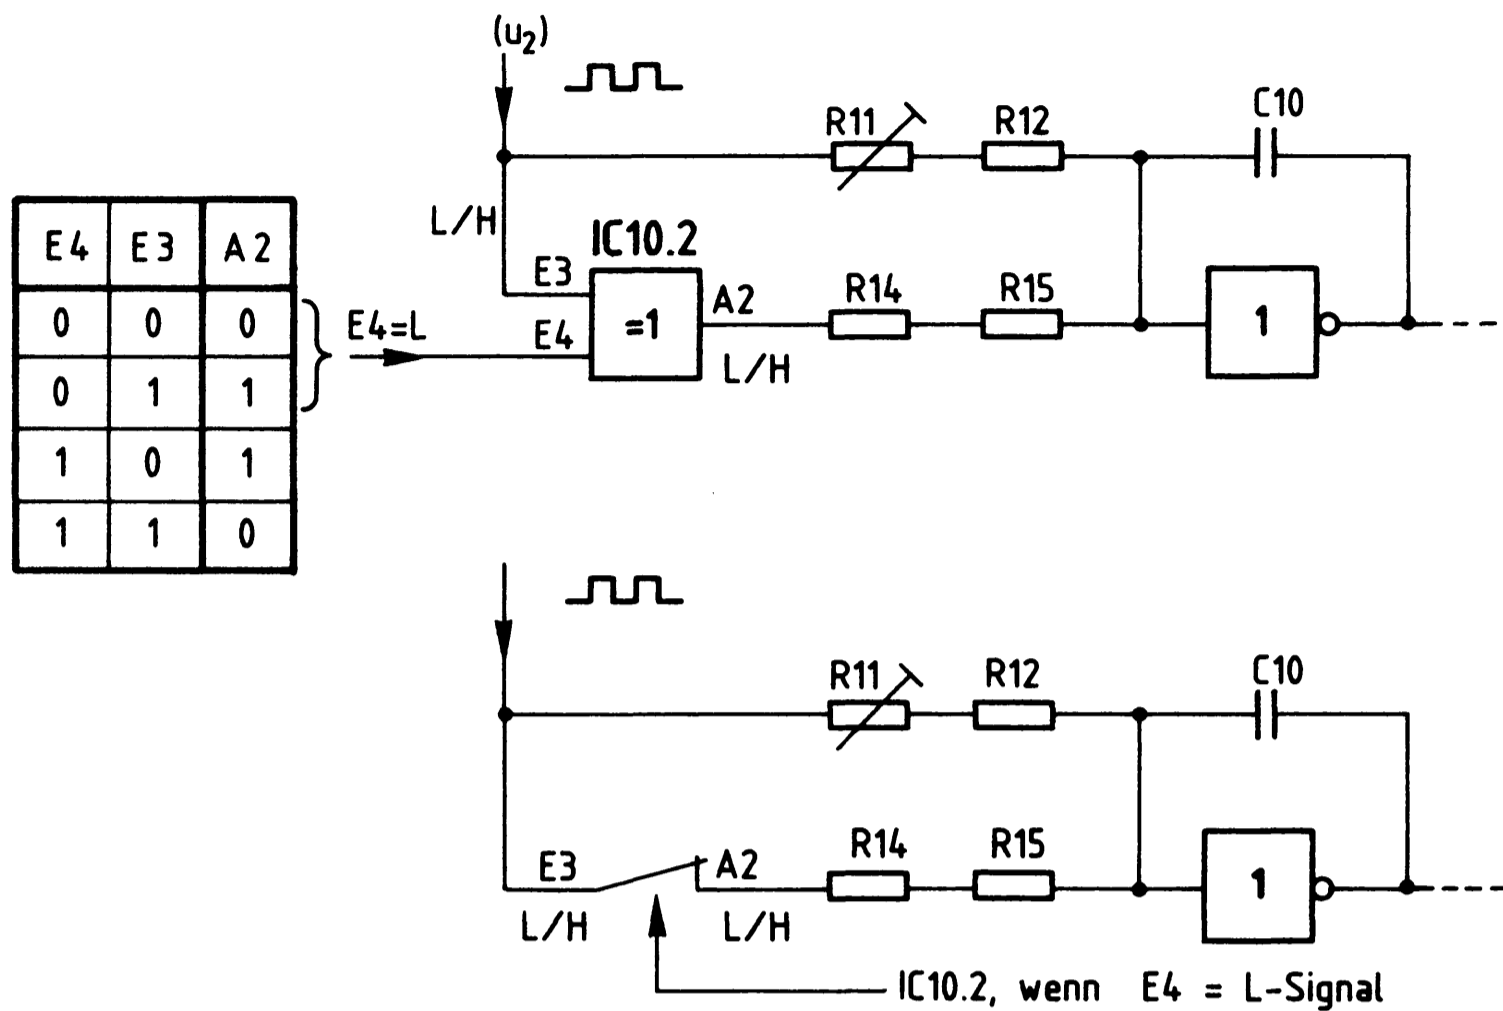 (u2)
R11
R12
C10
L/H
IC10.2
E3
E4
=1
A2
L/H
R14
R15
1
E4 E3 A2
0 0 0
0 1 1
1 0 1
1 1 0
E4=L
R11
R12
C10
E3
L/H
A2
L/H
R14
R15
1
IC10.2, wenn E4 = L-Signal